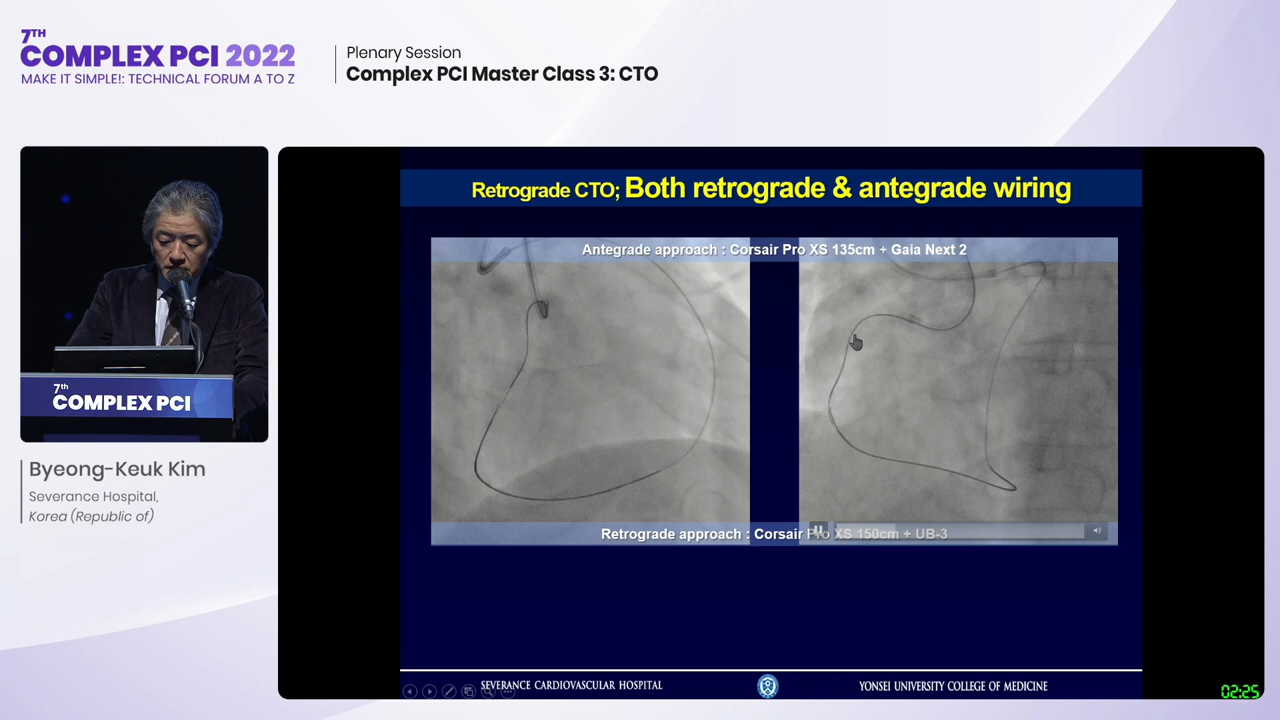 7TH
COMPLEX PCI 2022
MAKE IT SIMPLE!: TECHNICAL FORUM A TO Z
Plenary Session
Complex PCI Master Class 3: CTO
7th
COMPLEX PCI
Byeong-Keuk Kim
Severance Hospital,
Korea (Republic of)
Retrograde CTO; Both retrograde & antegrade wiring
Antegrade approach : Corsair Pro XS 135cm + Gaia Next 2
Retrograde approach : Corsair Pro XS 150cm + UB-3
SEVERANCE CARDIOVASCULAR HOSPITAL
YONSEI UNIVERSITY COLLEGE OF MEDICINE
02:25